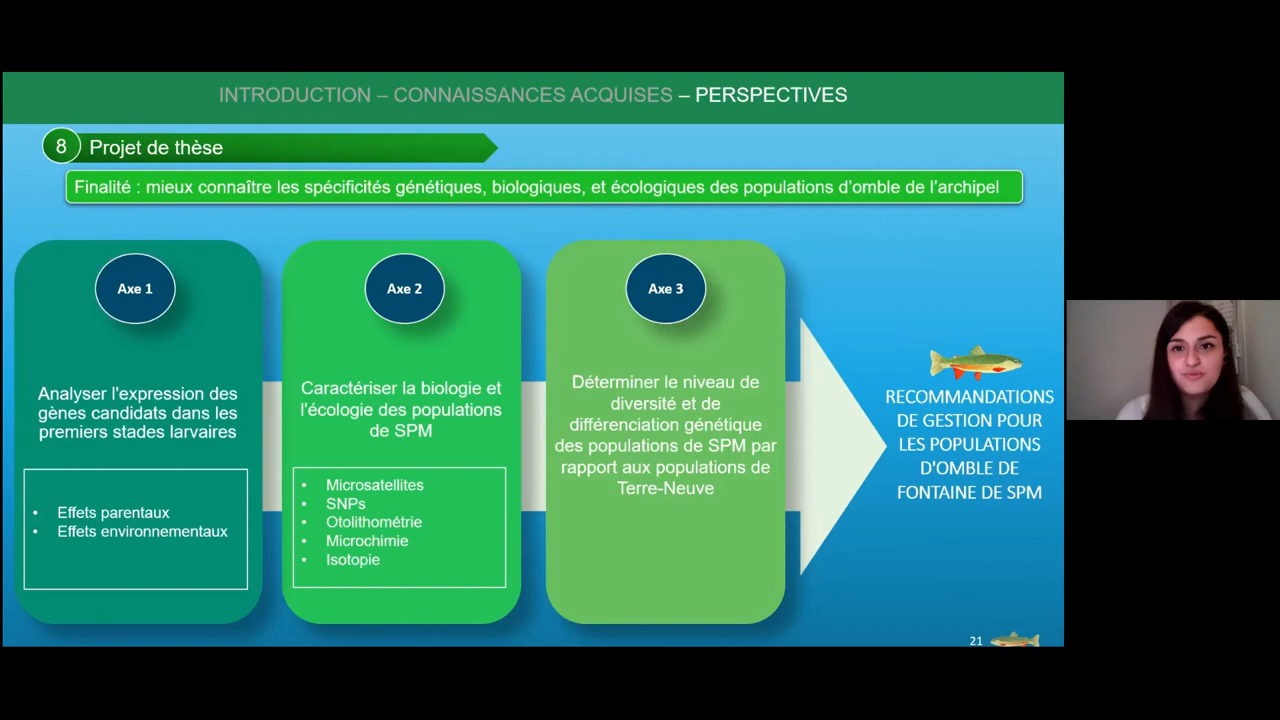 INTRODUCTION – CONNAISSANCES ACQUISES – PERSPECTIVES
8 Projet de thèse
Finalité : mieux connaître les spécificités génétiques, biologiques, et écologiques des populations d'omble de l'archipel
Axe 1
Analyser l'expression des
gènes candidats dans les
premiers stades larvaires
• Effets parentaux
• Effets environnementaux
Axe 2
Caractériser la biologie et
l'écologie des populations
de SPM
• Microsatellites
• SNPs
• Otolithométrie
• Microchimie
• Isotopie
Axe 3
Déterminer le niveau de
diversité et de
différenciation génétique
des populations de SPM par
rapport aux populations de
Terre-Neuve
RECOMMANDATIONS
DE GESTION POUR
LES POPULATIONS
D'OMBLE DE
FONTAINE DE SPM
21